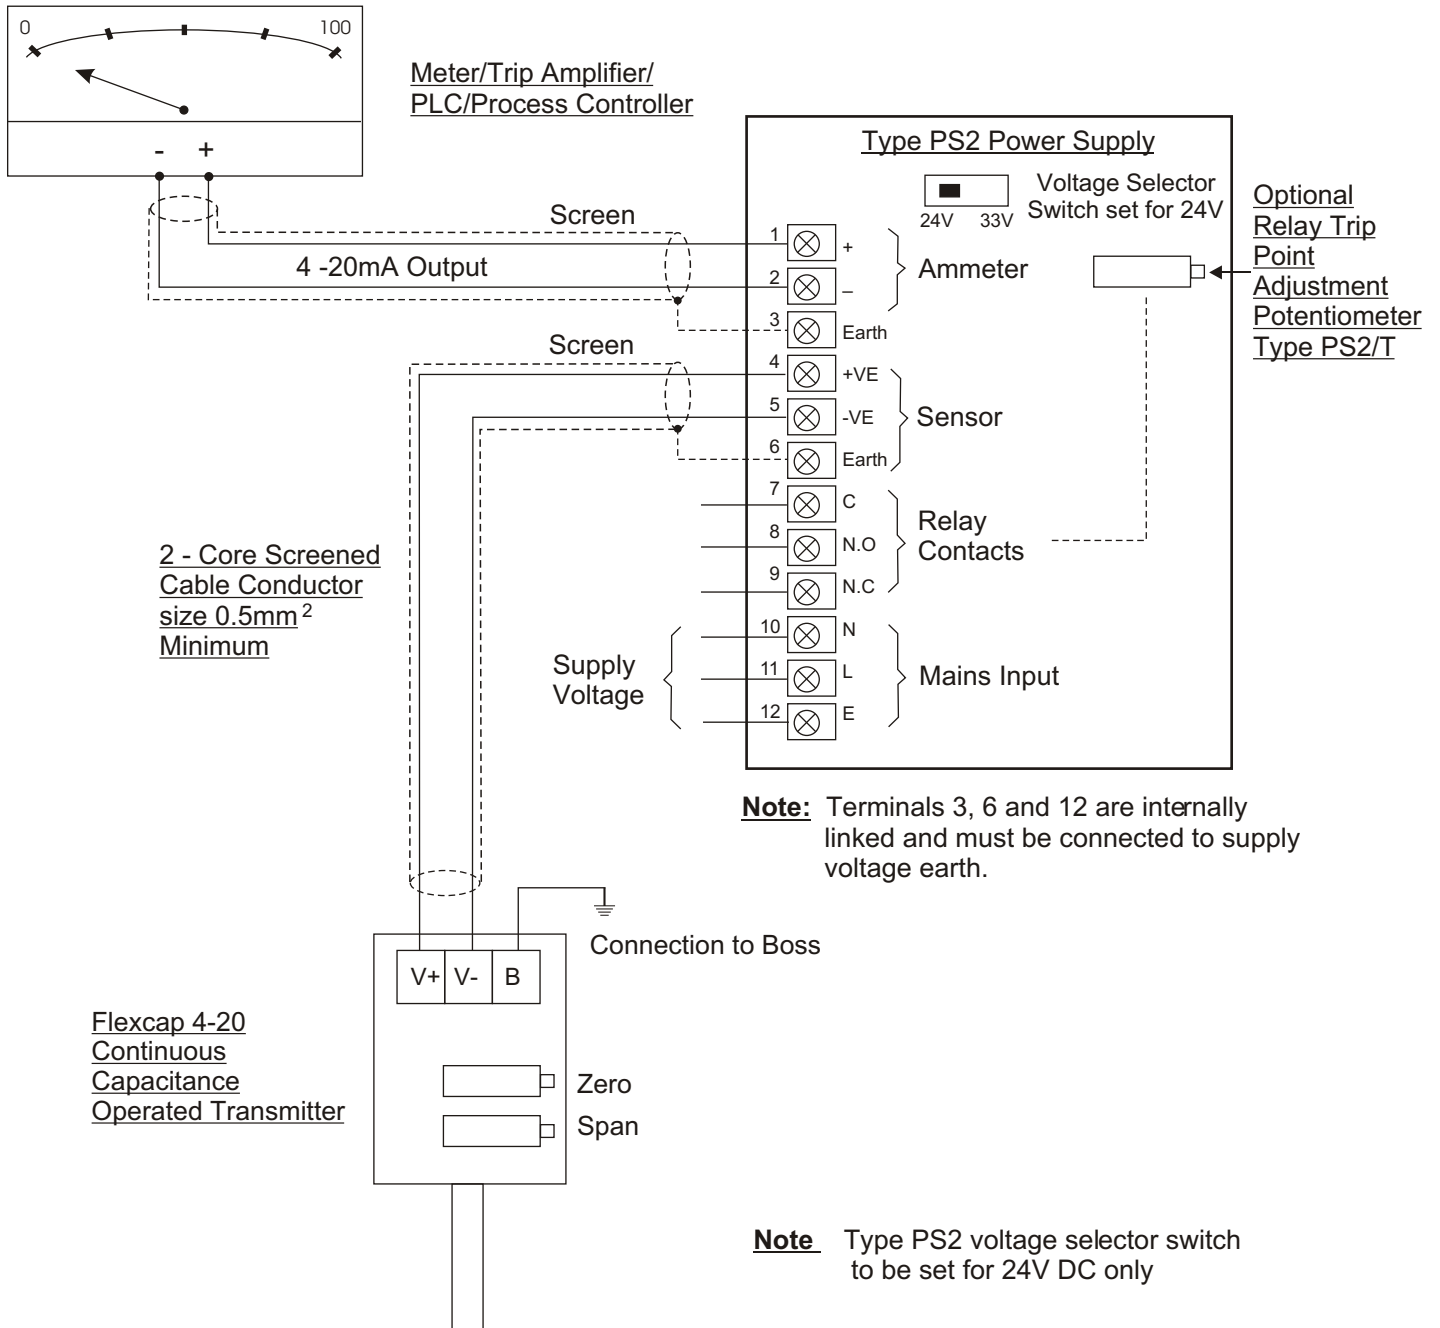 0 100
- +
Meter/Trip Amplifier/
PLC/Process Controller
Type PS2 Power Supply
Voltage Selector
Switch set for 24V
24V 33V
Optional
Relay Trip
Point
Adjustment
Potentiometer
Type PS2/T
Screen
4 -20mA Output
1 +
2 –
Ammeter
3 Earth
Screen
4 +VE
5 -VE
Sensor
6 Earth
7 C
8 N.O
9 N.C
Relay
Contacts
10 N
11 L
12 E
Mains Input
Supply
Voltage
2 - Core Screened
Cable Conductor
size 0.5mm²
Minimum
Note: Terminals 3, 6 and 12 are internally
linked and must be connected to supply
voltage earth.
Connection to Boss
V+ V- B
Flexcap 4-20
Continuous
Capacitance
Operated Transmitter
Zero
Span
Note Type PS2 voltage selector switch
to be set for 24V DC only